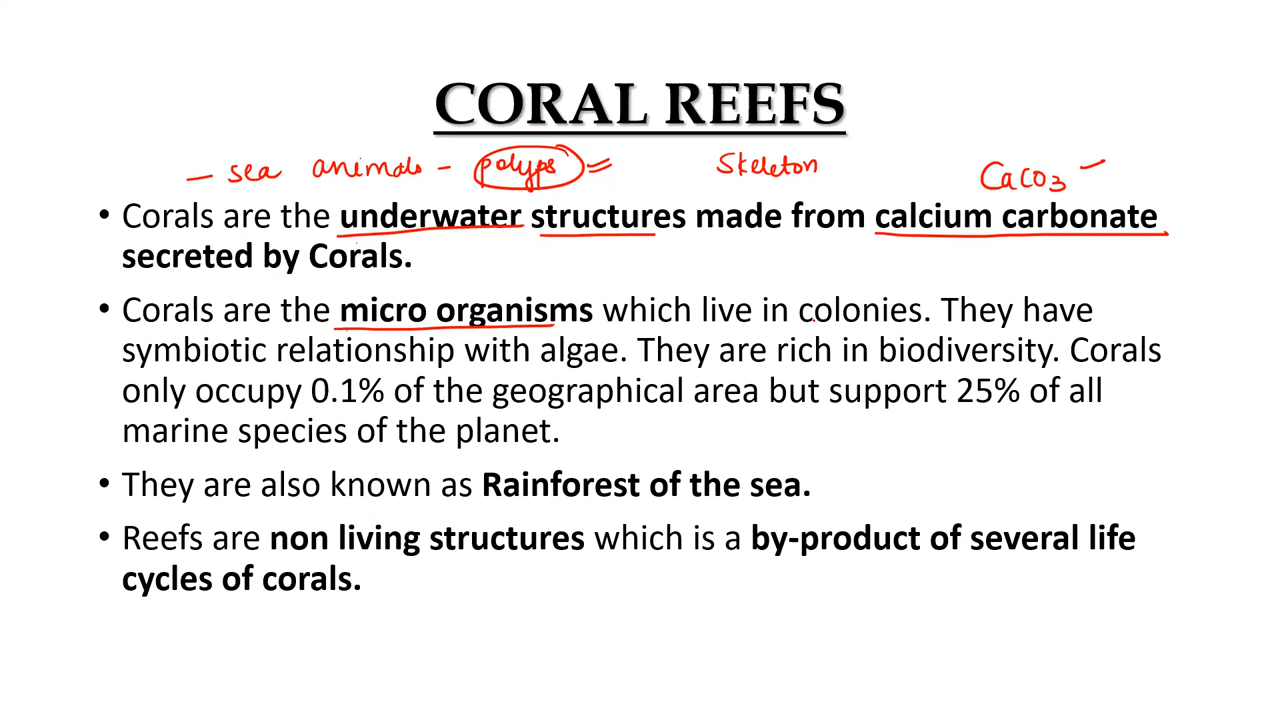 CORAL REEFS
– sea animals – polyps = Skeleton CaCO3 –
• Corals are the underwater structures made from calcium carbonate
secreted by Corals.
• Corals are the micro organisms which live in colonies. They have
symbiotic relationship with algae. They are rich in biodiversity. Corals
only occupy 0.1% of the geographical area but support 25% of all
marine species of the planet.
• They are also known as Rainforest of the sea.
• Reefs are non living structures which is a by-product of several life
cycles of corals.